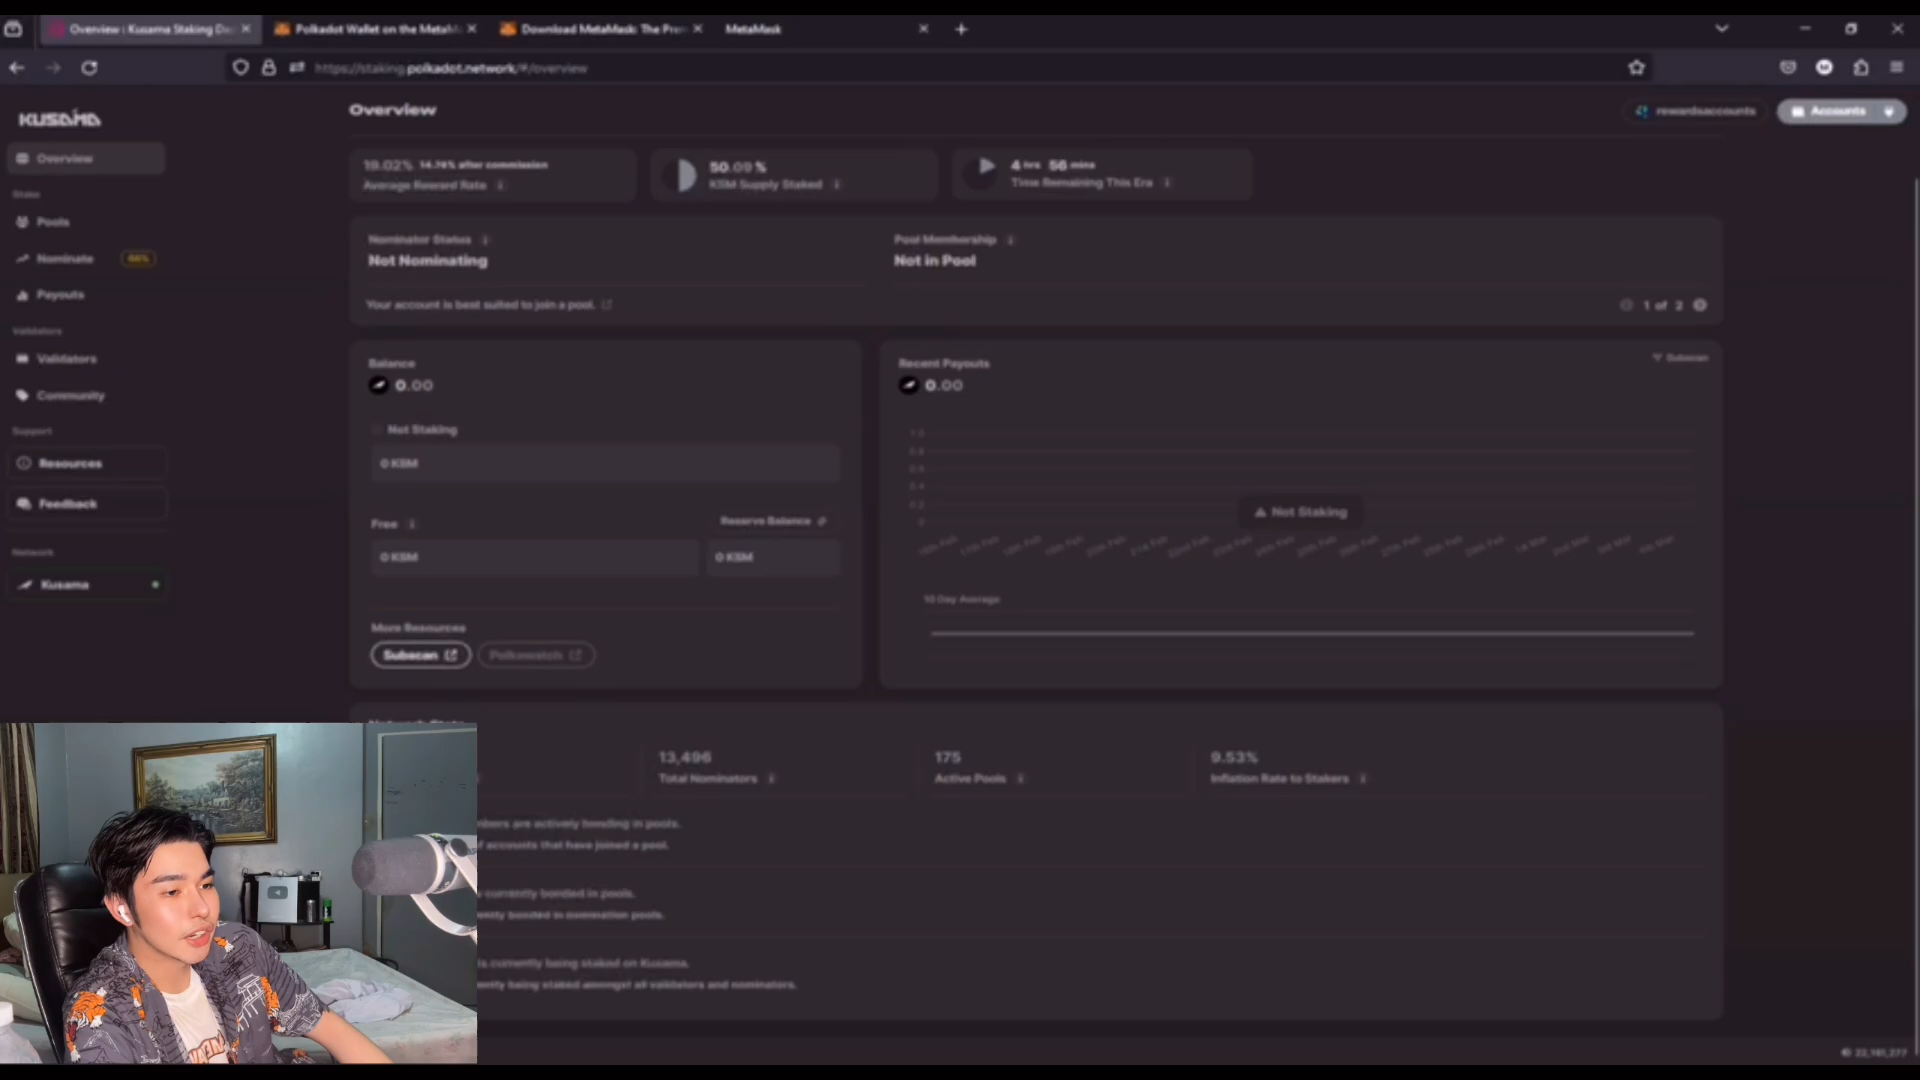 Overview | Kusama Staking Da
Polkadot Wallet on the MetaM
Download MetaMask: The Prem
MetaMask
https://staking.polkadot.network/#/overview
KUSAMA
Overview
rewardsaccounts
Accounts
Overview
Stake
Pools
Nominate
Payouts
Validators
Validators
Community
Support
Resources
Feedback
Network
Kusama
19.02% 14.78% after commission
Average Reward Rate
50.09%
KSM Supply Staked
4 hrs 56 mins
Time Remaining This Era
Nominator Status
Not Nominating
Pool Membership
Not in Pool
Your account is best suited to join a pool.
1 of 2
Balance
0.00
Not Staking
0 KSM
Free
Reserve Balance
0 KSM
0 KSM
More Resources
Subscan
Polkawatch
Recent Payouts
0.00
Subscan
Not Staking
10 Day Average
13,496
Total Nominators
175
Active Pools
9.53%
Inflation Rate to Stakers
mbers are actively bonding in pools.
f accounts that have joined a pool.
s currently bonded in pools.
ently bonded in nomination pools.
is currently being staked on Kusama.
ently being staked amongst all validators and nominators.